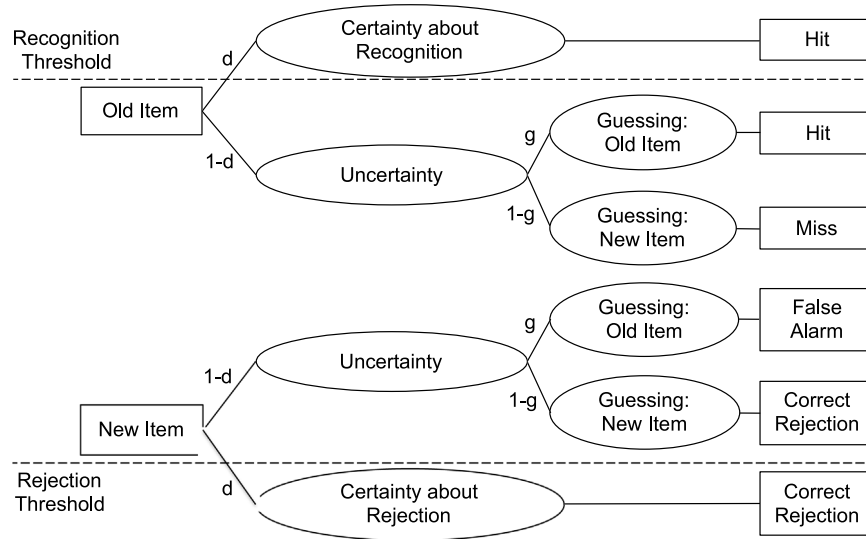 Recognition
Threshold
d
Certainty about
Recognition
Hit
Old Item
1-d
Uncertainty
g
Guessing:
Old Item
Hit
1-g
Guessing:
New Item
Miss
New Item
1-d
Uncertainty
g
Guessing:
Old Item
False
Alarm
1-g
Guessing:
New Item
Correct
Rejection
Rejection
Threshold
d
Certainty about
Rejection
Correct
Rejection